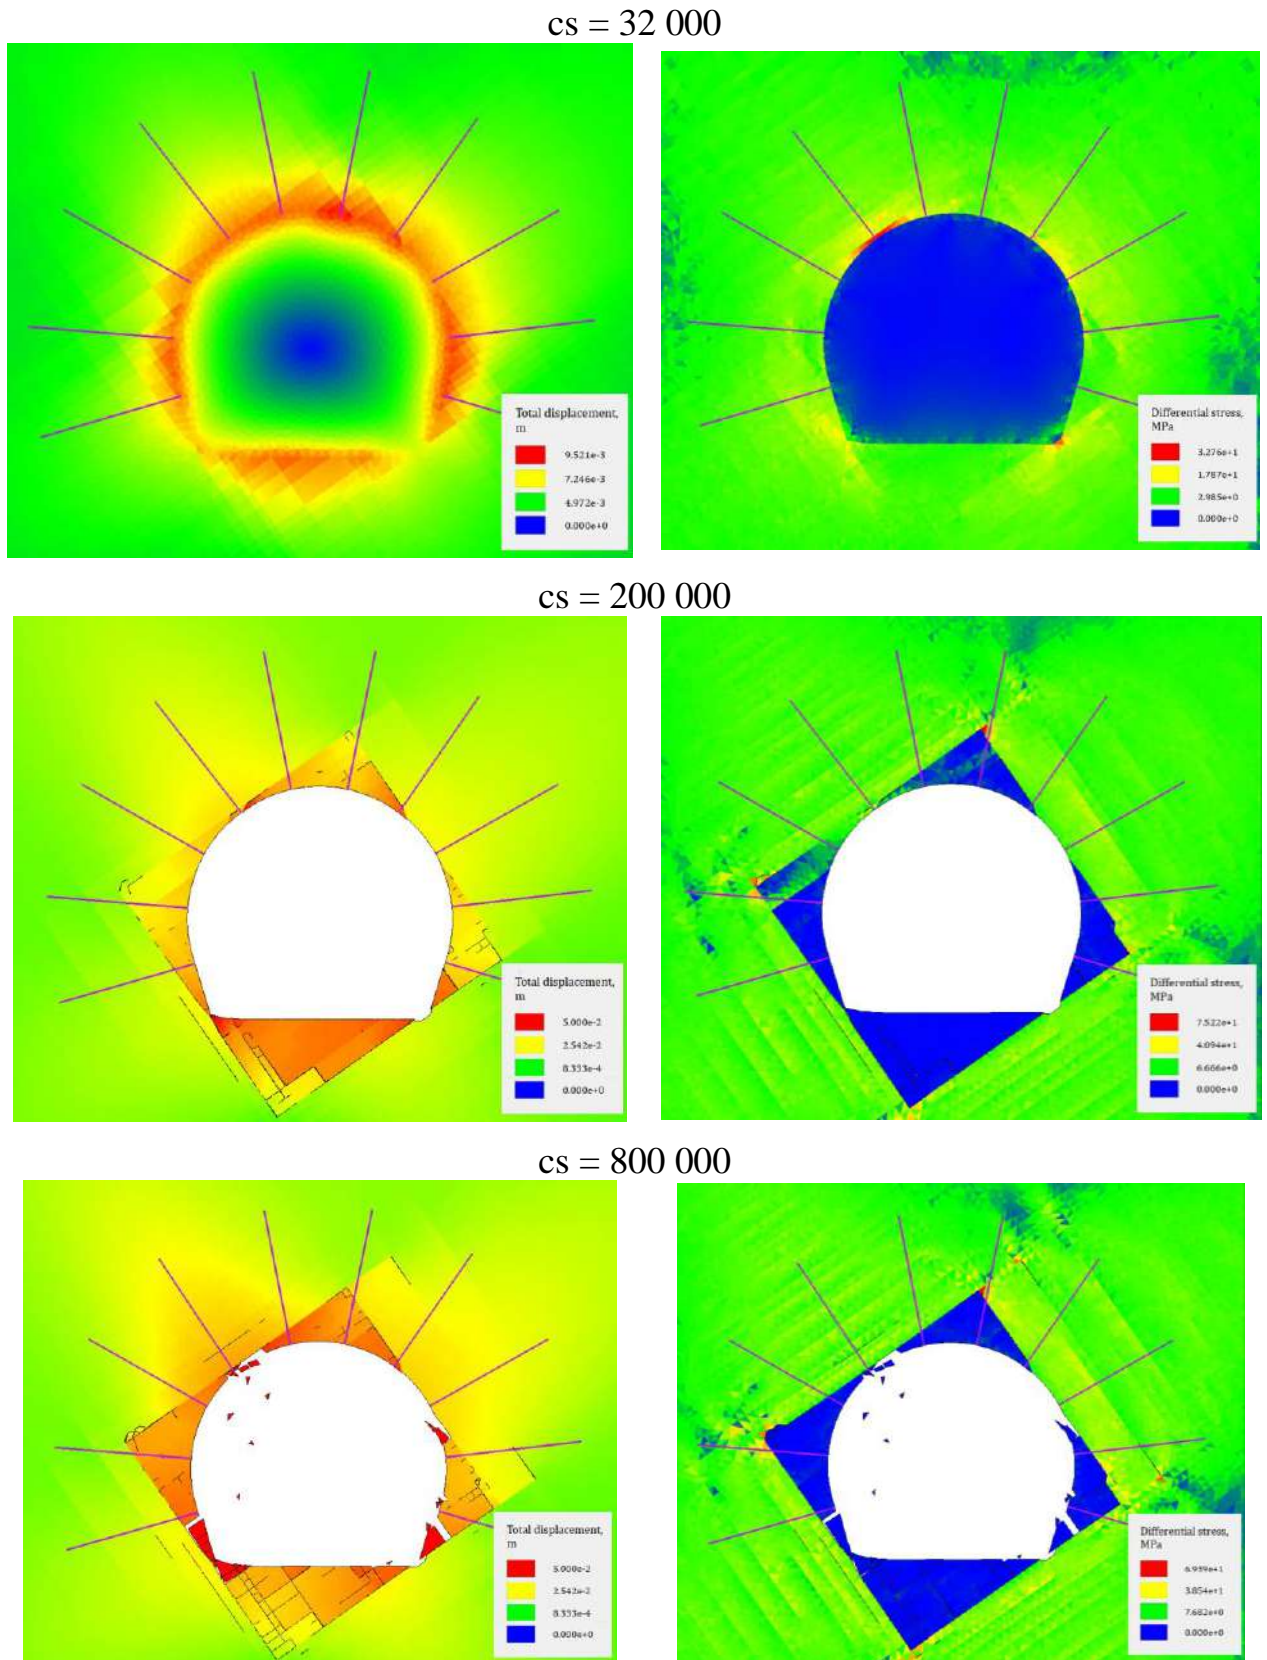 cs = 32 000
Total displacement,
m
9.521e-3
7.246e-3
4.972e-3
0.000e+0
Differential stress,
MPa
3.276e+1
1.787e+1
2.985e+0
0.000e+0
cs = 200 000
Total displacement,
m
5.000e-2
2.542e-2
8.333e-4
0.000e+0
Differential stress,
MPa
7.522e+1
4.094e+1
6.666e+0
0.000e+0
cs = 800 000
Total displacement,
m
5.000e-2
2.542e-2
8.333e-4
0.000e+0
Differential stress,
MPa
6.939e+1
3.854e+1
7.682e+0
0.000e+0